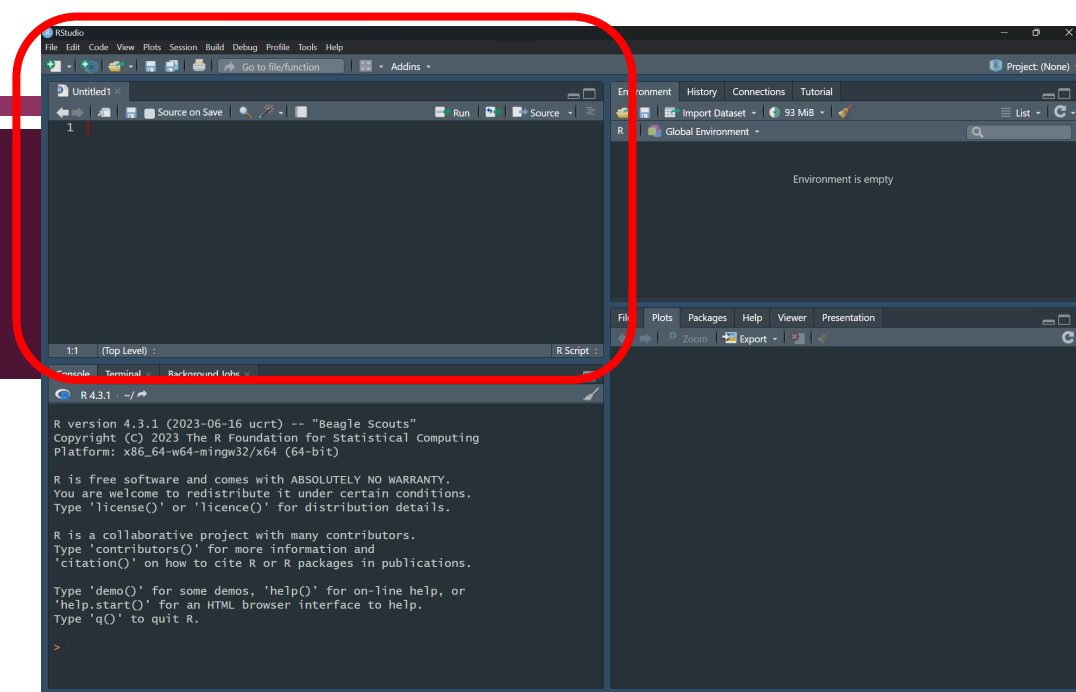 RStudio
File Edit Code View Plots Session Build Debug Profile Tools Help
Go to file/function Addins
Project: (None)
Untitled1
Source on Save Run Source
1
1:1 (Top Level) R Script
Console Terminal Background Jobs
R 4.3.1 · ~/
R version 4.3.1 (2023-06-16 ucrt) -- "Beagle Scouts"
Copyright (C) 2023 The R Foundation for Statistical Computing
Platform: x86_64-w64-mingw32/x64 (64-bit)
R is free software and comes with ABSOLUTELY NO WARRANTY.
You are welcome to redistribute it under certain conditions.
Type 'license()' or 'licence()' for distribution details.
R is a collaborative project with many contributors.
Type 'contributors()' for more information and
'citation()' on how to cite R or R packages in publications.
Type 'demo()' for some demos, 'help()' for on-line help, or
'help.start()' for an HTML browser interface to help.
Type 'q()' to quit R.
>
Environment History Connections Tutorial
Import Dataset 93 MiB List
R Global Environment
Environment is empty
Files Plots Packages Help Viewer Presentation
Zoom Export